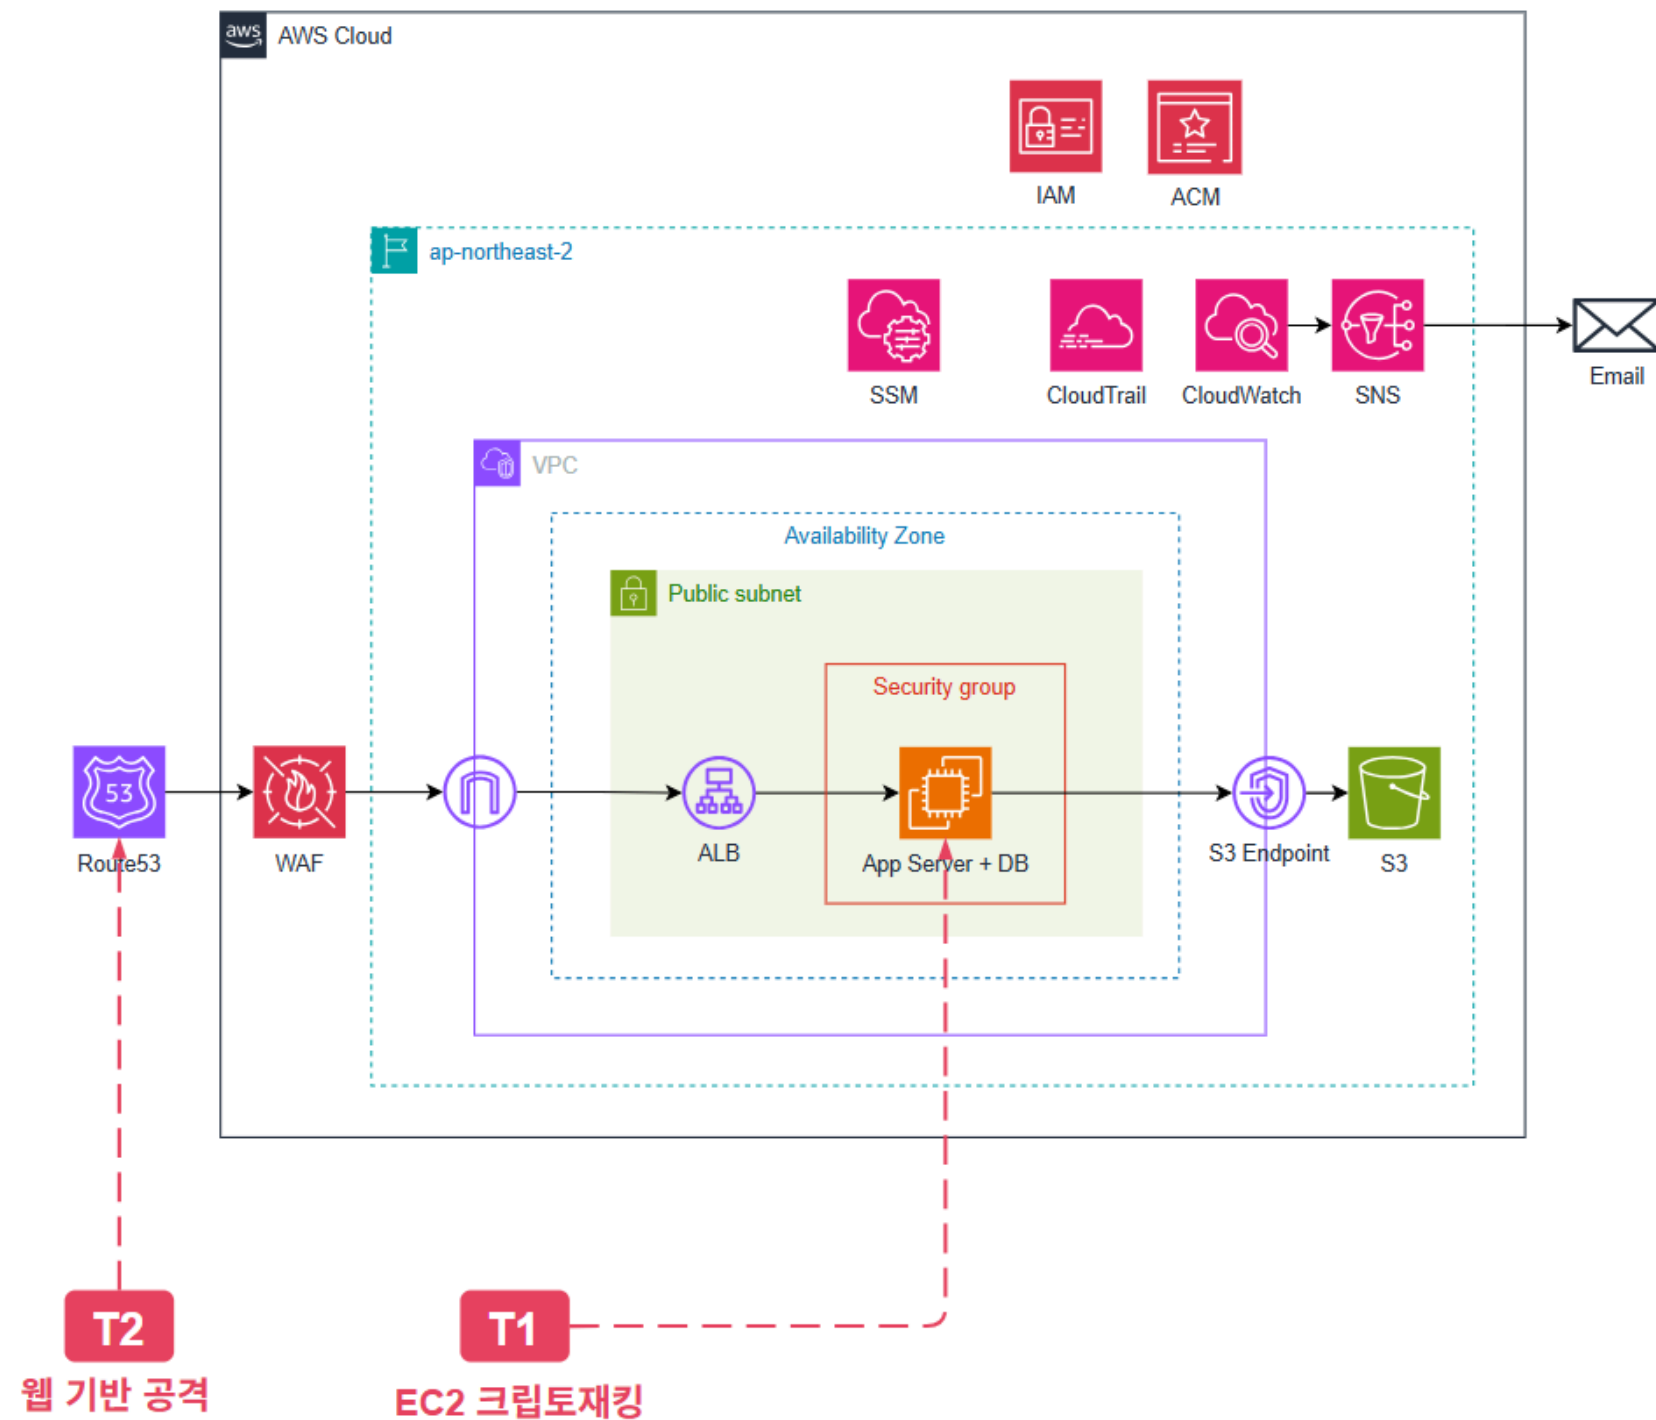 aws
AWS Cloud
IAM
ACM
ap-northeast-2
SSM
CloudTrail
CloudWatch
SNS
Email
VPC
Availability Zone
Public subnet
Security group
53
Route53
WAF
ALB
App Server + DB
S3 Endpoint
S3
T2
웹 기반 공격
T1
EC2 크립토재킹